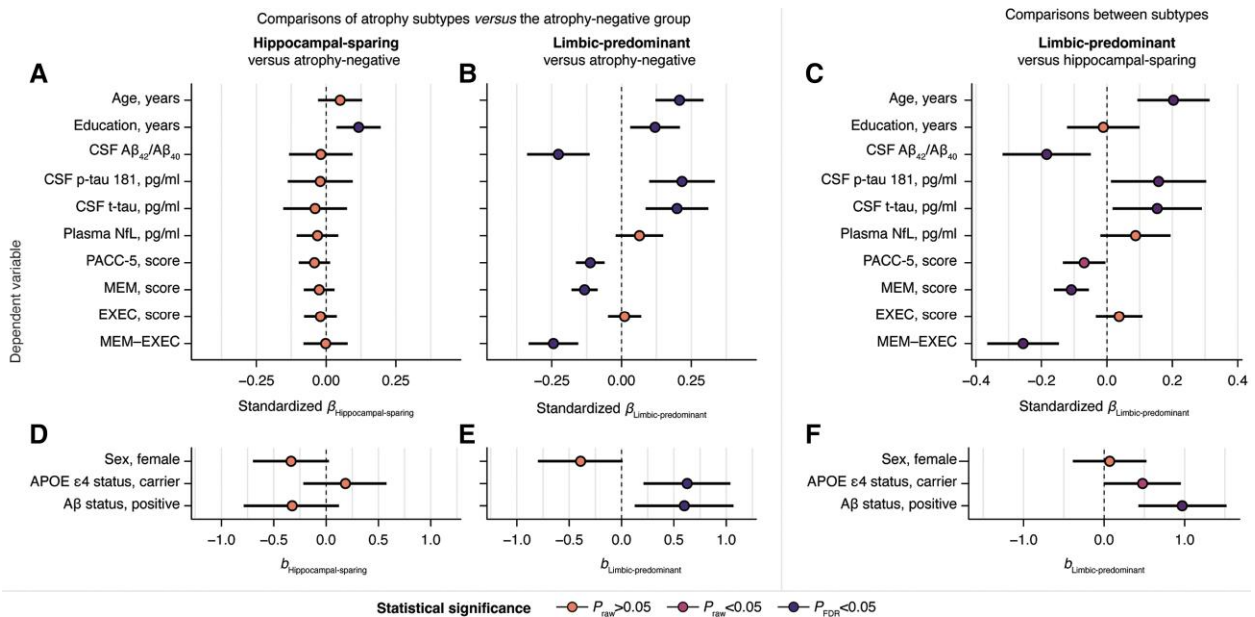 Comparisons of atrophy subtypes versus the atrophy-negative group
Comparisons between subtypes
Hippocampal-sparing
versus atrophy-negative
Limbic-predominant
versus atrophy-negative
Limbic-predominant
versus hippocampal-sparing
A
B
C
Dependent variable
Age, years
Education, years
CSF Aβ42/Aβ40
CSF p-tau 181, pg/ml
CSF t-tau, pg/ml
Plasma NfL, pg/ml
PACC-5, score
MEM, score
EXEC, score
MEM–EXEC
−0.25 0.00 0.25
−0.25 0.00 0.25
−0.4 −0.2 0.0 0.2 0.4
Standardized βHippocampal-sparing
Standardized βLimbic-predominant
Standardized βLimbic-predominant
D
E
F
Sex, female
APOE ε4 status, carrier
Aβ status, positive
−1.0 −0.5 0.0 0.5 1.0
−1.0 −0.5 0.0 0.5 1.0
−1.0 0.0 1.0
bHippocampal-sparing
bLimbic-predominant
bLimbic-predominant
Statistical significance Praw>0.05 Praw<0.05 PFDR<0.05